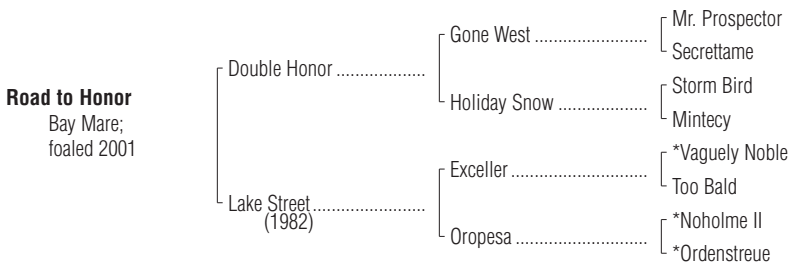 Mr. Prospector
Gone West ........................
Secrettame
Double Honor ...................
Storm Bird
Holiday Snow ...................
Mintecy
Road to Honor
Bay Mare;
foaled 2001
*Vaguely Noble
Exceller .............................
Too Bald
Lake Street ........................
(1982)
*Noholme II
Oropesa ............................
*Ordenstreue